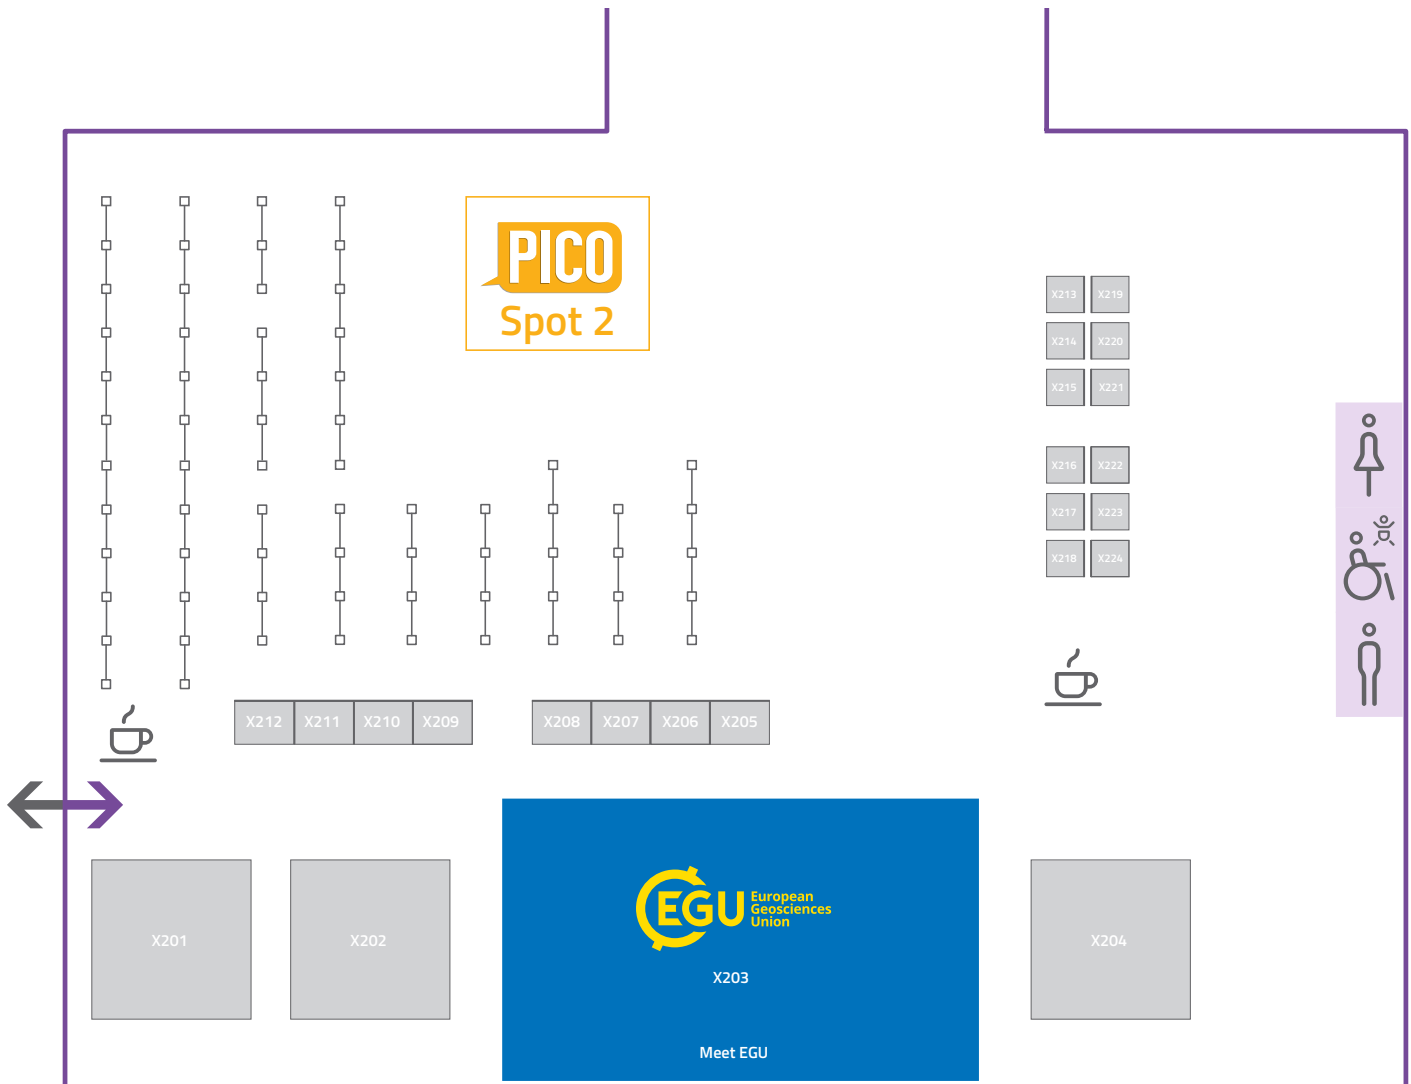 PICO
Spot 2
X213 X219
X214 X220
X215 X221
X216 X222
X217 X223
X218 X224
X212 X211 X210 X209 X208 X207 X206 X205
EGU European
Geosciences
Union
X201 X202 X204
X203
Meet EGU